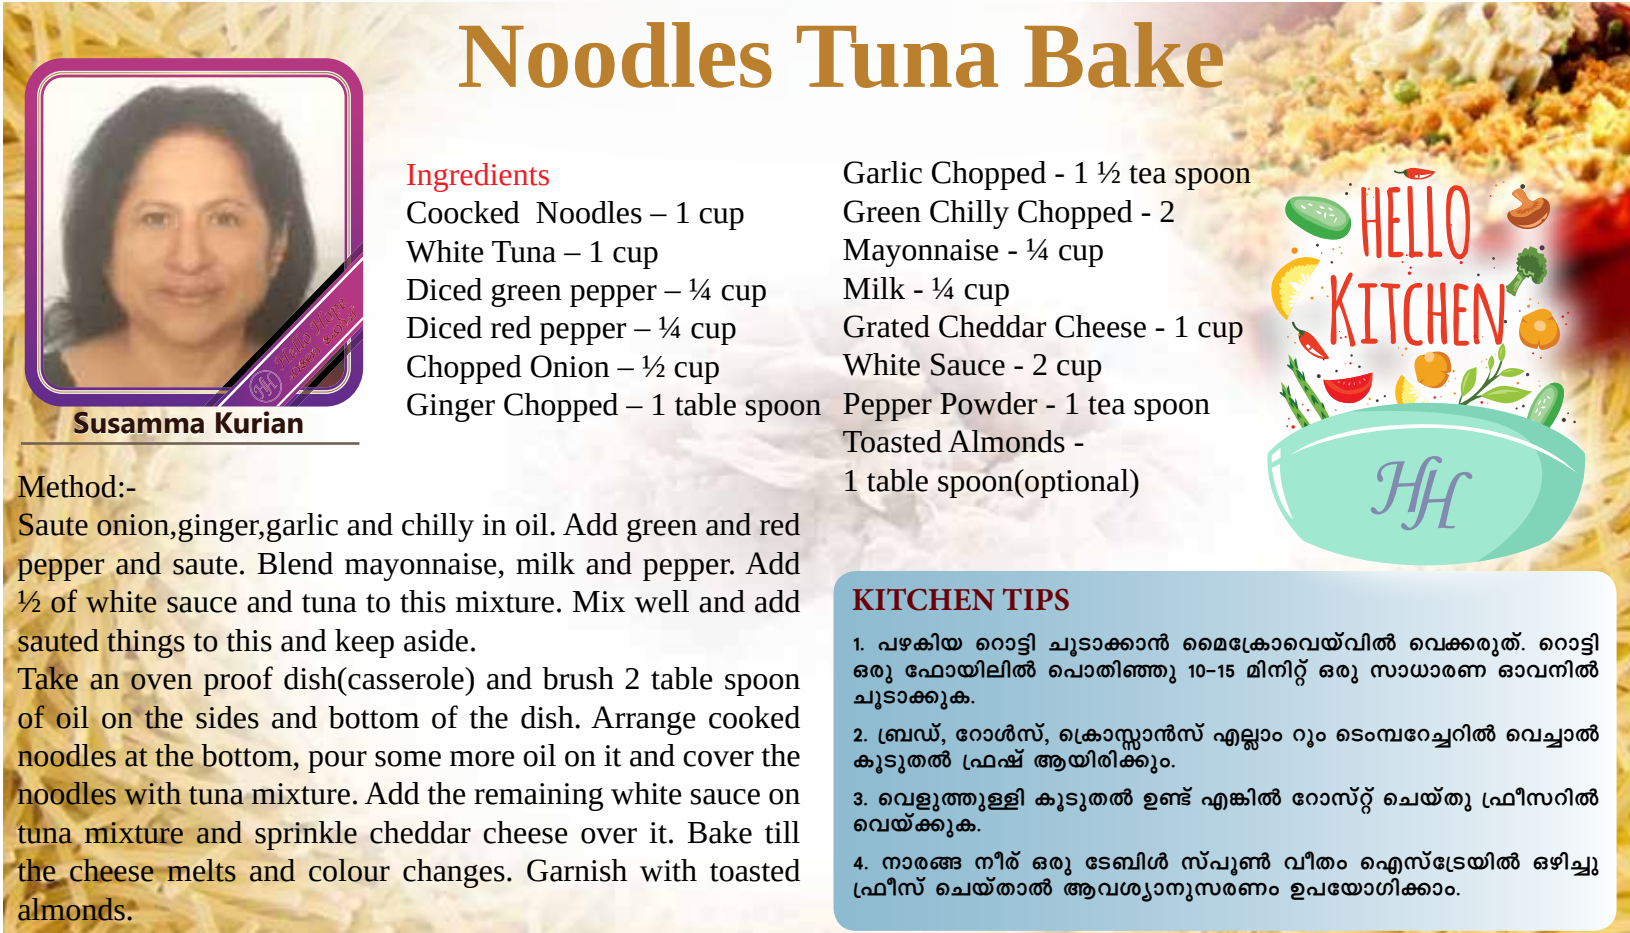 Noodles Tuna Bake
Susamma Kurian
Ingredients
Coocked Noodles – 1 cup
White Tuna – 1 cup
Diced green pepper – ¼ cup
Diced red pepper – ¼ cup
Chopped Onion – ½ cup
Ginger Chopped – 1 table spoon
Garlic Chopped - 1 ½ tea spoon
Green Chilly Chopped - 2
Mayonnaise - ¼ cup
Milk - ¼ cup
Grated Cheddar Cheese - 1 cup
White Sauce - 2 cup
Pepper Powder - 1 tea spoon
Toasted Almonds -
1 table spoon(optional)
HELLO
KITCHEN
HH
Method:-
Saute onion,ginger,garlic and chilly in oil. Add green and red
pepper and saute. Blend mayonnaise, milk and pepper. Add
½ of white sauce and tuna to this mixture. Mix well and add
sauted things to this and keep aside.
Take an oven proof dish(casserole) and brush 2 table spoon
of oil on the sides and bottom of the dish. Arrange cooked
noodles at the bottom, pour some more oil on it and cover the
noodles with tuna mixture. Add the remaining white sauce on
tuna mixture and sprinkle cheddar cheese over it. Bake till
the cheese melts and colour changes. Garnish with toasted
almonds.
KITCHEN TIPS
1. പഴകിയ റൊട്ടി ചൂടാക്കാൻ മൈക്രോവെയ്‌വിൽ വെക്കരുത്. റൊട്ടി
ഒരു ഫോയിലിൽ പൊതിഞ്ഞു 10-15 മിനിറ്റ് ഒരു സാധാരണ ഓവനിൽ
ചൂടാക്കുക.
2. ബ്രഡ്, റോൾസ്, ക്രൊസ്സാൻസ് എല്ലാം റൂം ടെംമ്പറേച്ചറിൽ വെച്ചാൽ
കൂടുതൽ ഫ്രഷ് ആയിരിക്കും.
3. വെളുത്തുള്ളി കൂടുതൽ ഉണ്ട് എങ്കിൽ റോസ്റ്റ് ചെയ്തു ഫ്രീസറിൽ
വെയ്ക്കുക.
4. നാരങ്ങ നീര് ഒരു ടേബിൾ സ്പൂൺ വീതം ഐസ്ട്രേയിൽ ഒഴിച്ചു
ഫ്രീസ് ചെയ്താൽ ആവശ്യാനുസരണം ഉപയോഗിക്കാം.